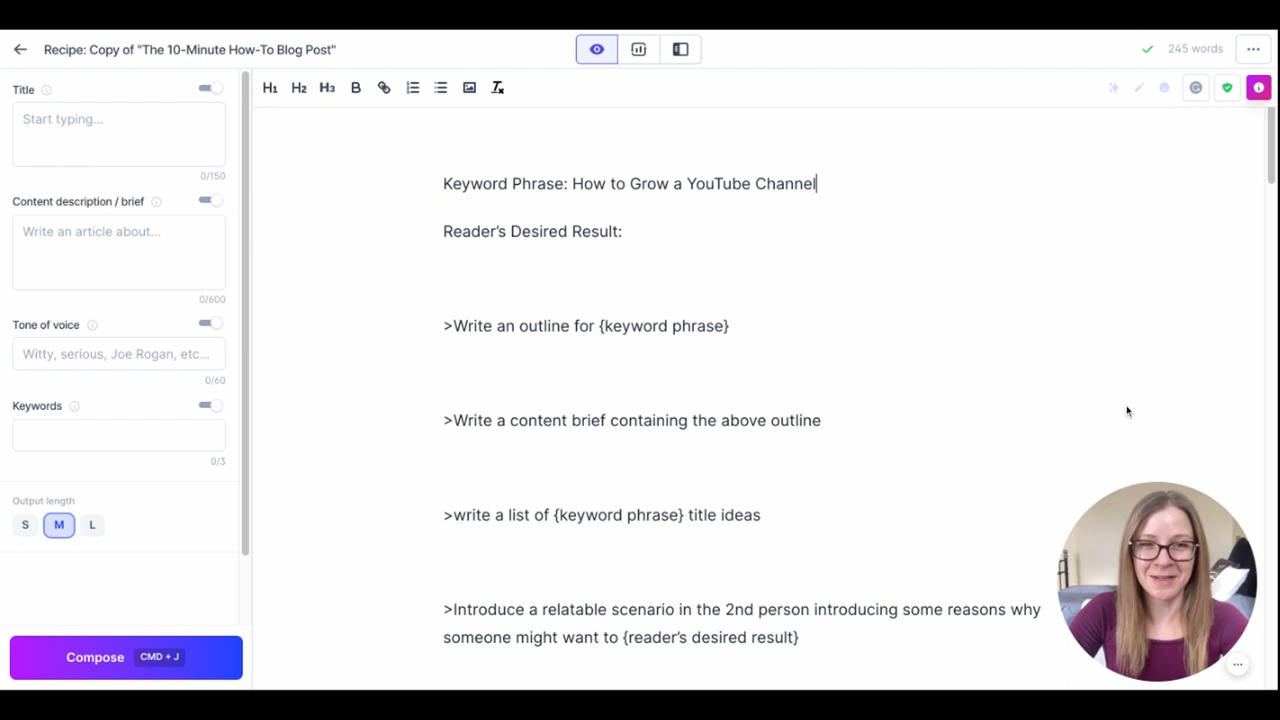 Recipe: Copy of "The 10-Minute How-To Blog Post"
245 words
Title
Start typing...
0/150
Content description / brief
Write an article about...
0/600
Tone of voice
Witty, serious, Joe Rogan, etc...
0/60
Keywords
0/3
Output length
S M L
Compose CMD + J
H1 H2 H3 B
Keyword Phrase: How to Grow a YouTube Channel
Reader's Desired Result:
>Write an outline for {keyword phrase}
>Write a content brief containing the above outline
>write a list of {keyword phrase} title ideas
>Introduce a relatable scenario in the 2nd person introducing some reasons why
someone might want to {reader's desired result}